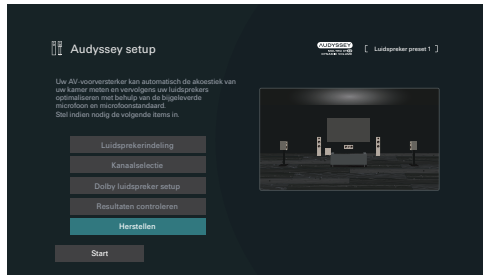 Audyssey setup
AUDYSSEY
[ Luidspreker preset 1 ]
Uw AV-voorversterker kan automatisch de akoestiek van
uw kamer meten en vervolgens uw luidsprekers
optimaliseren met behulp van de bijgeleverde
microfoon en microfoonstandaard.
Stel indien nodig de volgende items in.
Luidsprekerindeling
Kanaalselectie
Dolby luidspreker setup
Resultaten controleren
Herstellen
Start